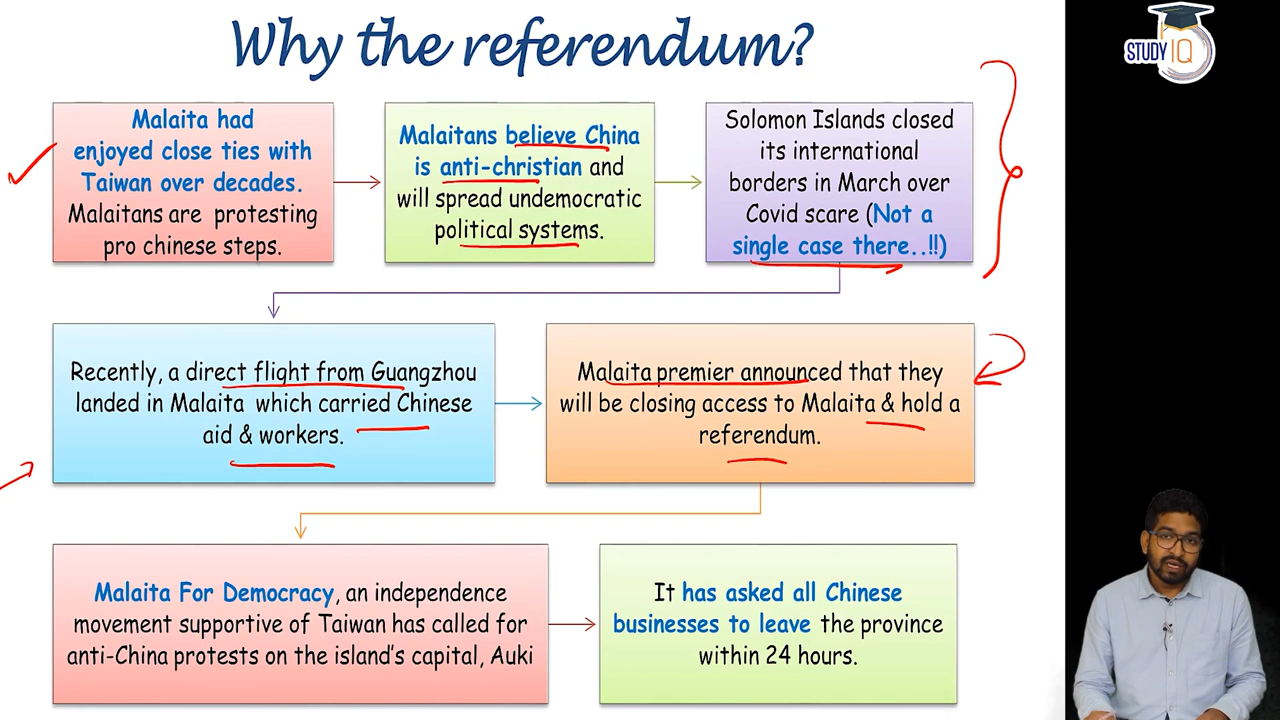 Why the referendum?
STUDY IQ
Malaita had
enjoyed close ties with
Taiwan over decades.
Malaitans are protesting
pro chinese steps.
Malaitans believe China
is anti-christian and
will spread undemocratic
political systems.
Solomon Islands closed
its international
borders in March over
Covid scare (Not a
single case there..!!)
Recently, a direct flight from Guangzhou
landed in Malaita which carried Chinese
aid & workers.
Malaita premier announced that they
will be closing access to Malaita & hold a
referendum.
Malaita For Democracy, an independence
movement supportive of Taiwan has called for
anti-China protests on the island's capital, Auki
It has asked all Chinese
businesses to leave the province
within 24 hours.